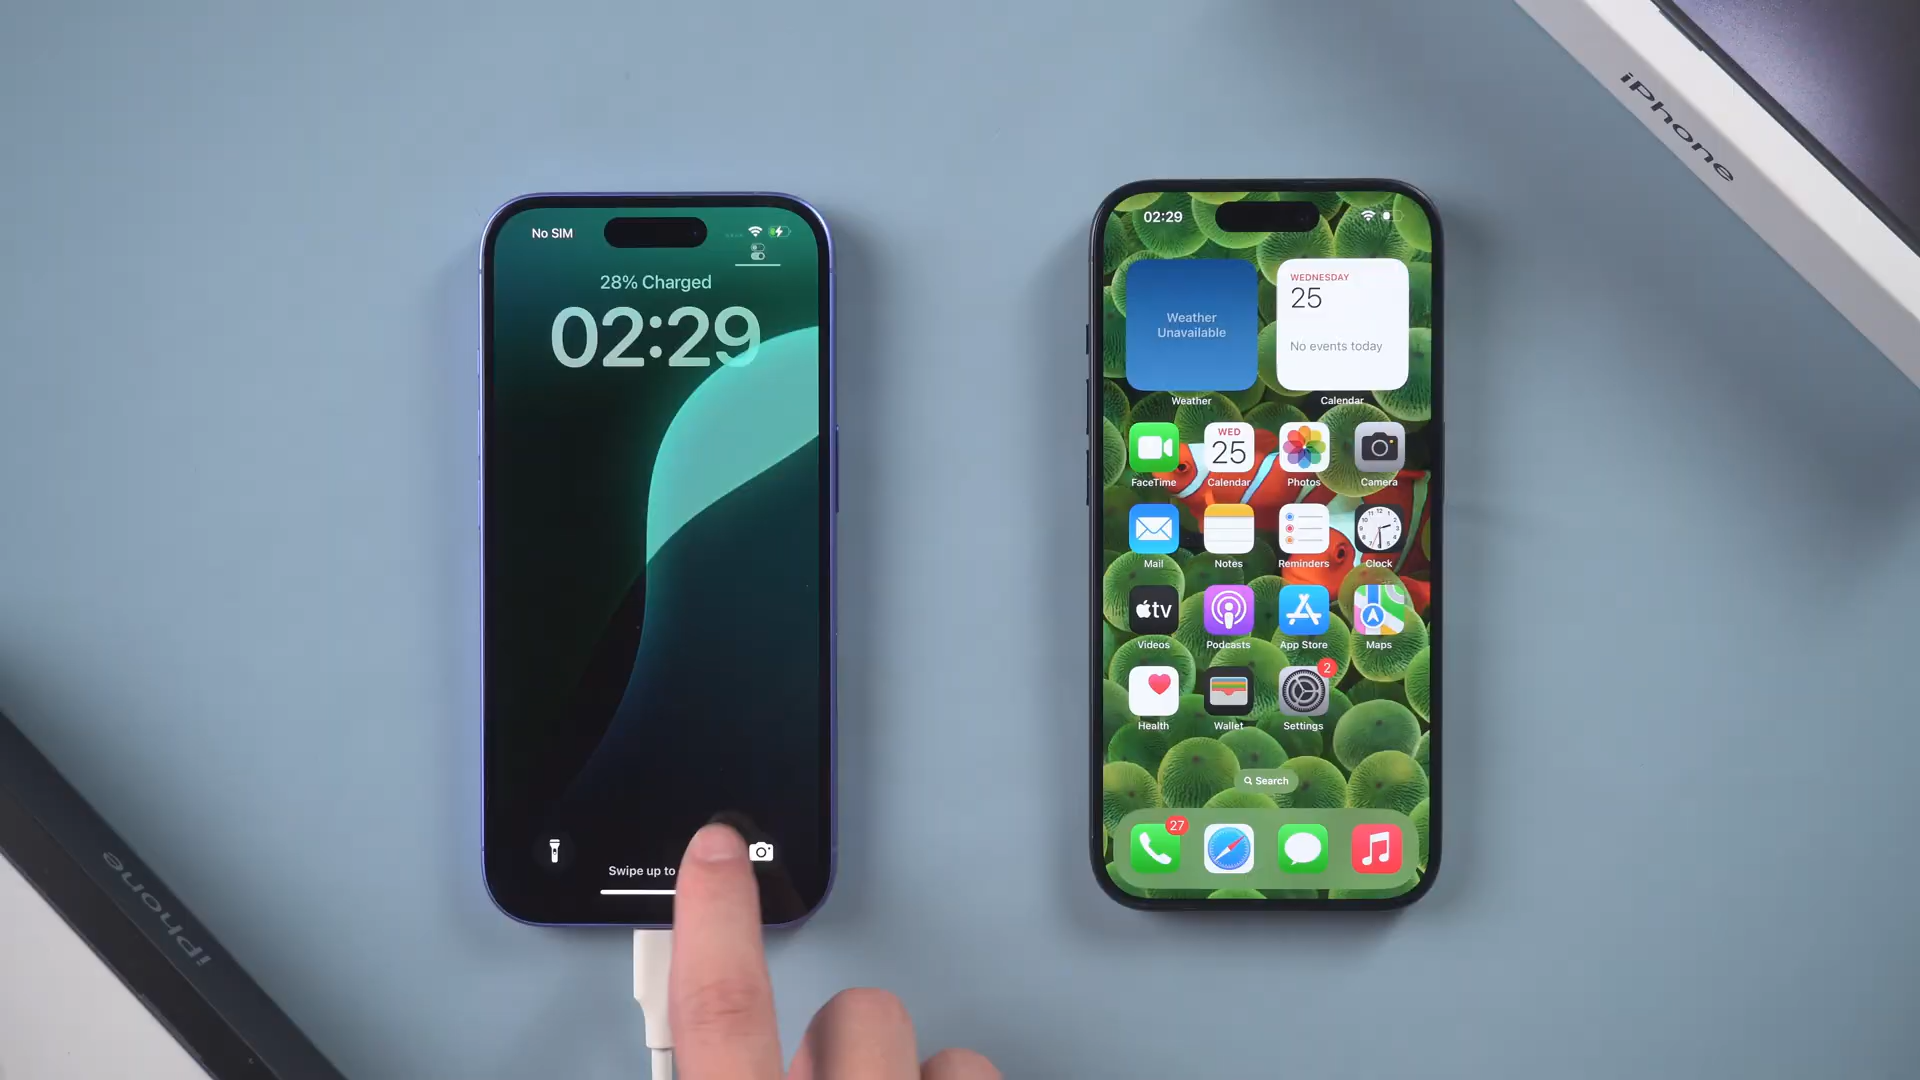 iPhone
No SIM
28% Charged
02:29
Swipe up to
02:29
Weather
Unavailable
Weather
WEDNESDAY
25
No events today
Calendar
WED
25
FaceTime
Calendar
Photos
Camera
Mail
Notes
Reminders
Clock
tv
Videos
Podcasts
App Store
Maps
2
Health
Wallet
Settings
Search
27
iPhone